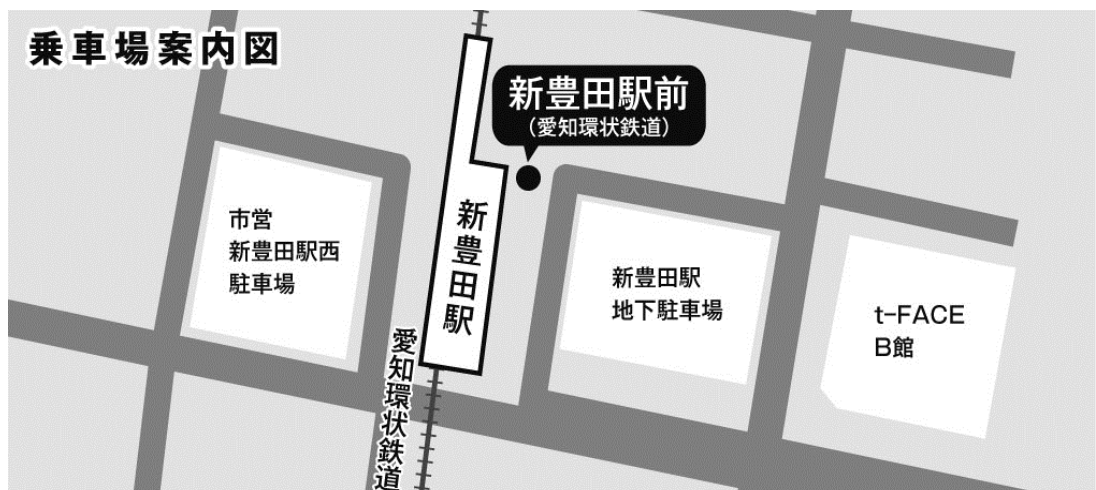 乗車場案内図
新豊田駅前
(愛知環状鉄道)
新豊田駅
市営
新豊田駅西
駐車場
新豊田駅
地下駐車場
t-FACE
B館
愛知環状鉄道